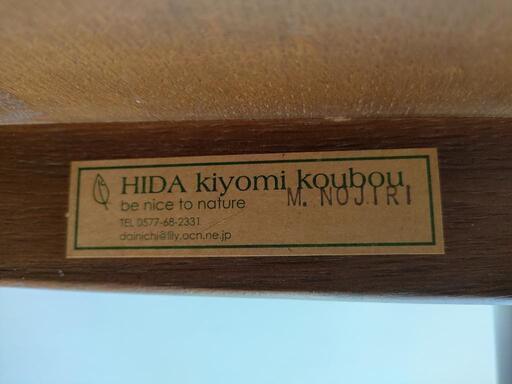 HIDA kiyomi koubou
be nice to nature
M. NOJIRI
TEL 0577-68-2331
dainichi@lily.ocn.ne.jp